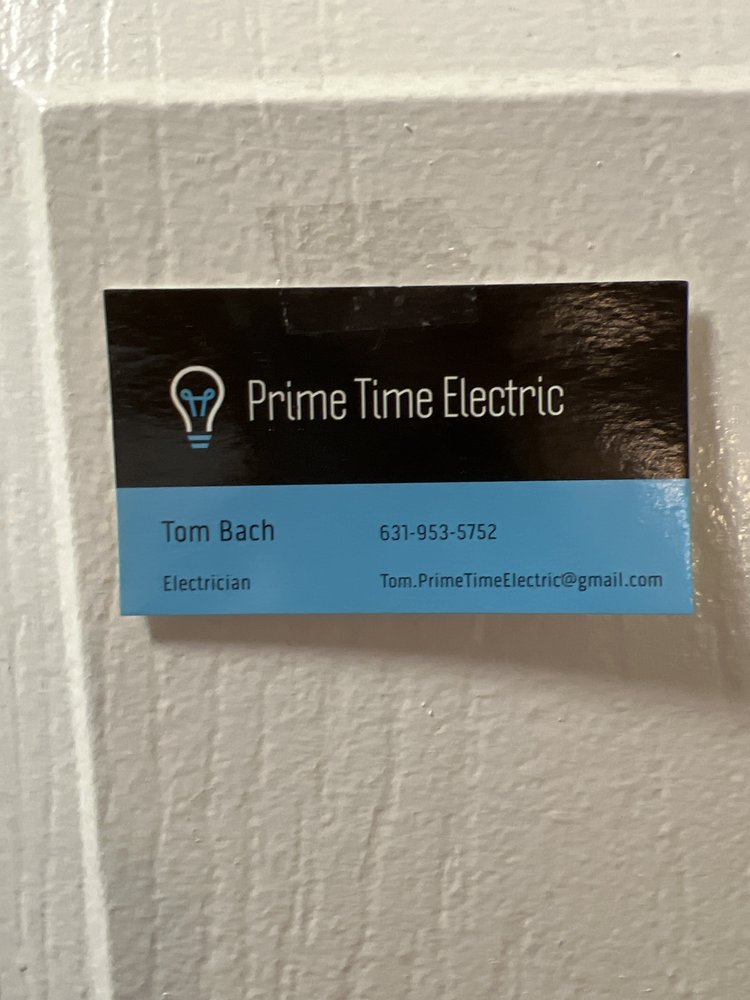 Prime Time Electric
Tom Bach
631-953-5752
Electrician
Tom.PrimeTimeElectric@gmail.com